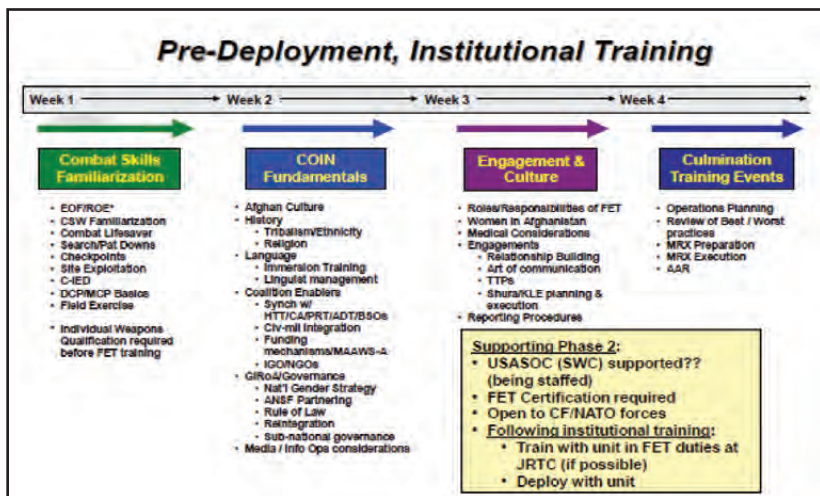 Pre-Deployment, Institutional Training
Week 1
Week 2
Week 3
Week 4
Combat Skills
Familiarization
• EOF/ROE*
• CSW Familiarization
• Combat Lifesaver
• Search/Pat Downs
• Checkpoints
• Site Exploitation
• C-IED
• DCP/MCP Basics
• Field Exercise
* Individual Weapons
Qualification required
before FET training
COIN
Fundamentals
• Afghan Culture
• History
• Tribalism/Ethnicity
• Religion
• Language
• Immersion Training
• Linguist management
• Coalition Enablers
• Synch w/
HTT/CA/PRT/ADT/BSOs
• Civ-mil integration
• Funding
mechanisms/MAAWS-A
• IGO/NGOs
• GIRoA/Governance
• Nat'l Gender Strategy
• ANSF Partnering
• Rule of Law
• Reintegration
• Sub-national governance
• Media / Info Ops considerations
Engagement &
Culture
• Roles/Responsibilities of FET
• Women in Afghanistan
• Medical Considerations
• Engagements
• Relationship Building
• Art of communication
• TTPs
• Shura/KLE planning &
execution
• Reporting Procedures
Culmination
Training Events
• Operations Planning
• Review of Best / Worst
practices
• MRX Preparation
• MRX Execution
• AAR
Supporting Phase 2:
• USASOC (SWC) supported??
(being staffed)
• FET Certification required
• Open to CF/NATO forces
• Following institutional training:
• Train with unit in FET duties at
JRTC (if possible)
• Deploy with unit